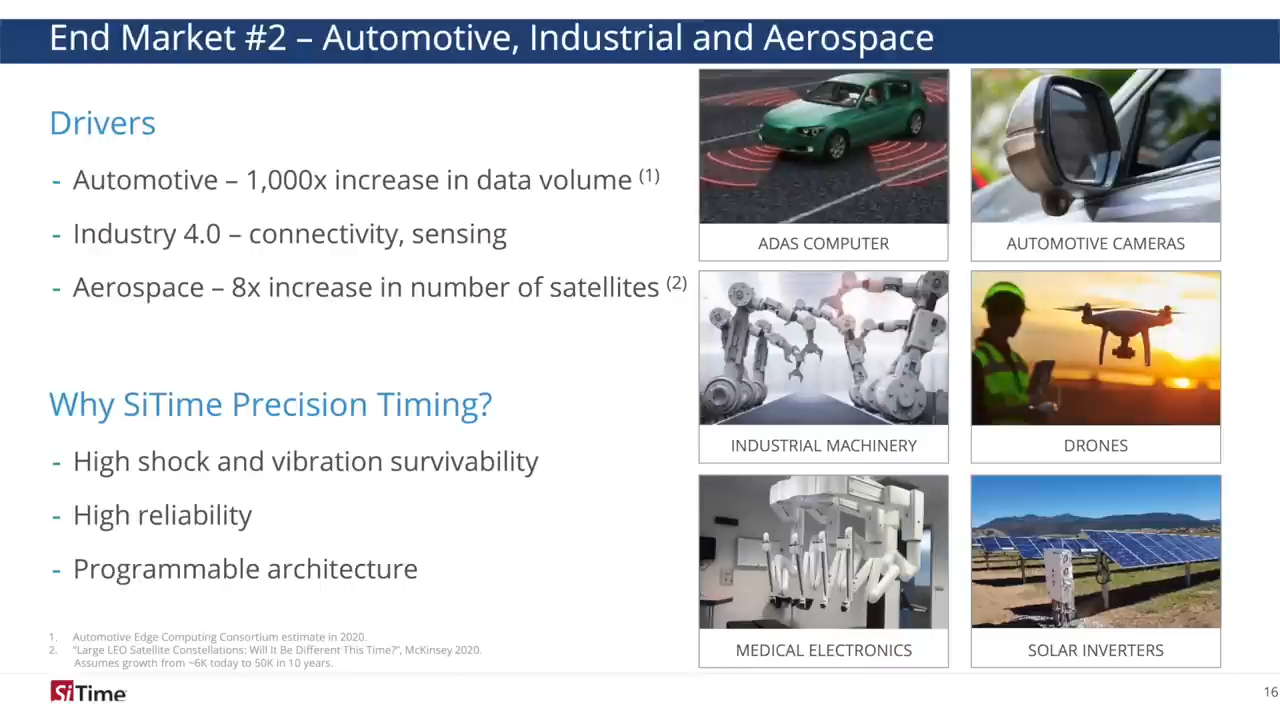 End Market #2 – Automotive, Industrial and Aerospace
Drivers
- Automotive – 1,000x increase in data volume (1)
- Industry 4.0 – connectivity, sensing
- Aerospace – 8x increase in number of satellites (2)
Why SiTime Precision Timing?
- High shock and vibration survivability
- High reliability
- Programmable architecture
ADAS COMPUTER
AUTOMOTIVE CAMERAS
INDUSTRIAL MACHINERY
DRONES
MEDICAL ELECTRONICS
SOLAR INVERTERS
1. Automotive Edge Computing Consortium estimate in 2020.
2. “Large LEO Satellite Constellations: Will It Be Different This Time?”, McKinsey 2020.
Assumes growth from ~6K today to 50K in 10 years.
SiTime
16